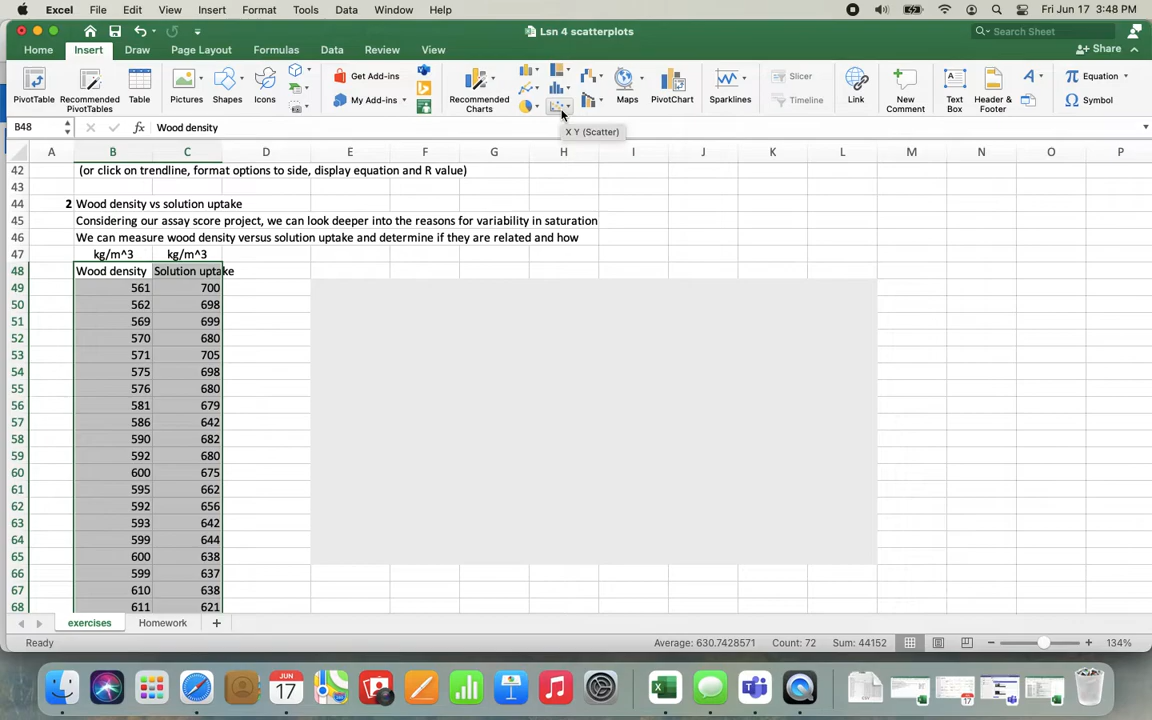 Excel File Edit View Insert Format Tools Data Window Help Fri Jun 17 3:48 PM
Lsn 4 scatterplots
Search Sheet
Home Insert Draw Page Layout Formulas Data Review View Share
Get Add-ins
My Add-ins
PivotTable Recommended PivotTables Table Pictures Shapes Icons
Recommended Charts Maps PivotChart Sparklines
Slicer
Timeline
Link New Comment Text Box Header & Footer
Equation
Symbol
B48 fx Wood density
X Y (Scatter)
A B C D E F G H I J K L M N O P
42 (or click on trendline, format options to side, display equation and R value)
43
44 2 Wood density vs solution uptake
45 Considering our assay score project, we can look deeper into the reasons for variability in saturation
46 We can measure wood density versus solution uptake and determine if they are related and how
47 kg/m^3 kg/m^3
48 Wood density Solution uptake
49 561 700
50 562 698
51 569 699
52 570 680
53 571 705
54 575 698
55 576 680
56 581 679
57 586 642
58 590 682
59 592 680
60 600 675
61 595 662
62 592 656
63 593 642
64 599 644
65 600 638
66 599 637
67 610 638
68 611 621
exercises Homework +
Ready Average: 630.7428571 Count: 72 Sum: 44152 134%
JUN
17